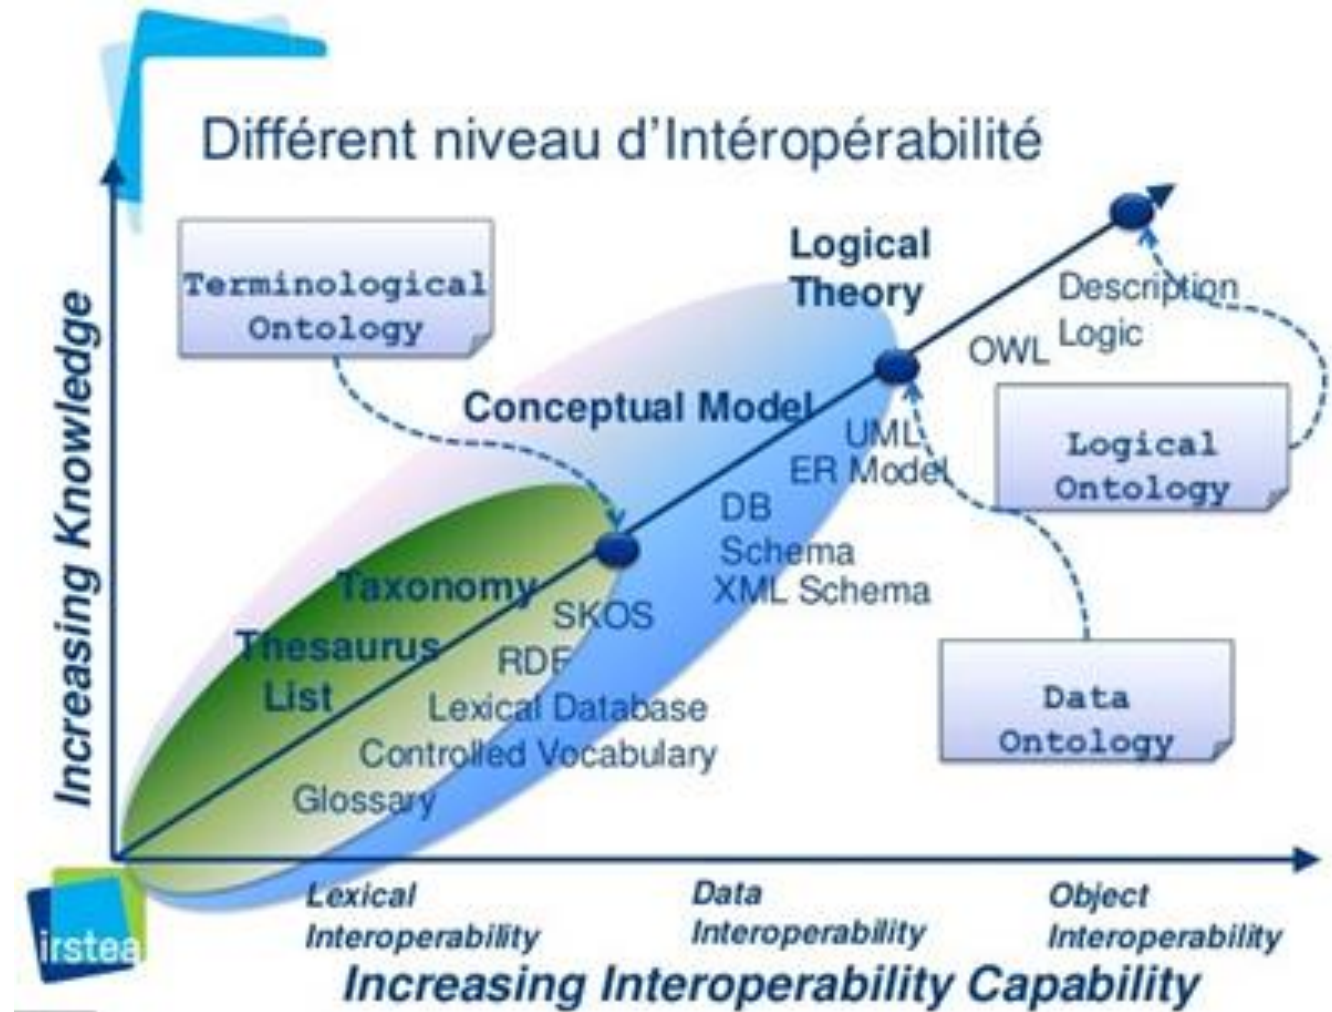 Différent niveau d'Intéropérabilité
Terminological
Ontology
Logical
Theory
Description
Logic
OWL
Conceptual Model
Logical
Ontology
UML
ER Model
DB
Schema
XML Schema
Taxonomy
SKOS
Thesaurus
RDF
List
Lexical Database
Controlled Vocabulary
Glossary
Data
Ontology
Increasing Knowledge
Lexical
Interoperability
Data
Interoperability
Object
Interoperability
Increasing Interoperability Capability
irstea